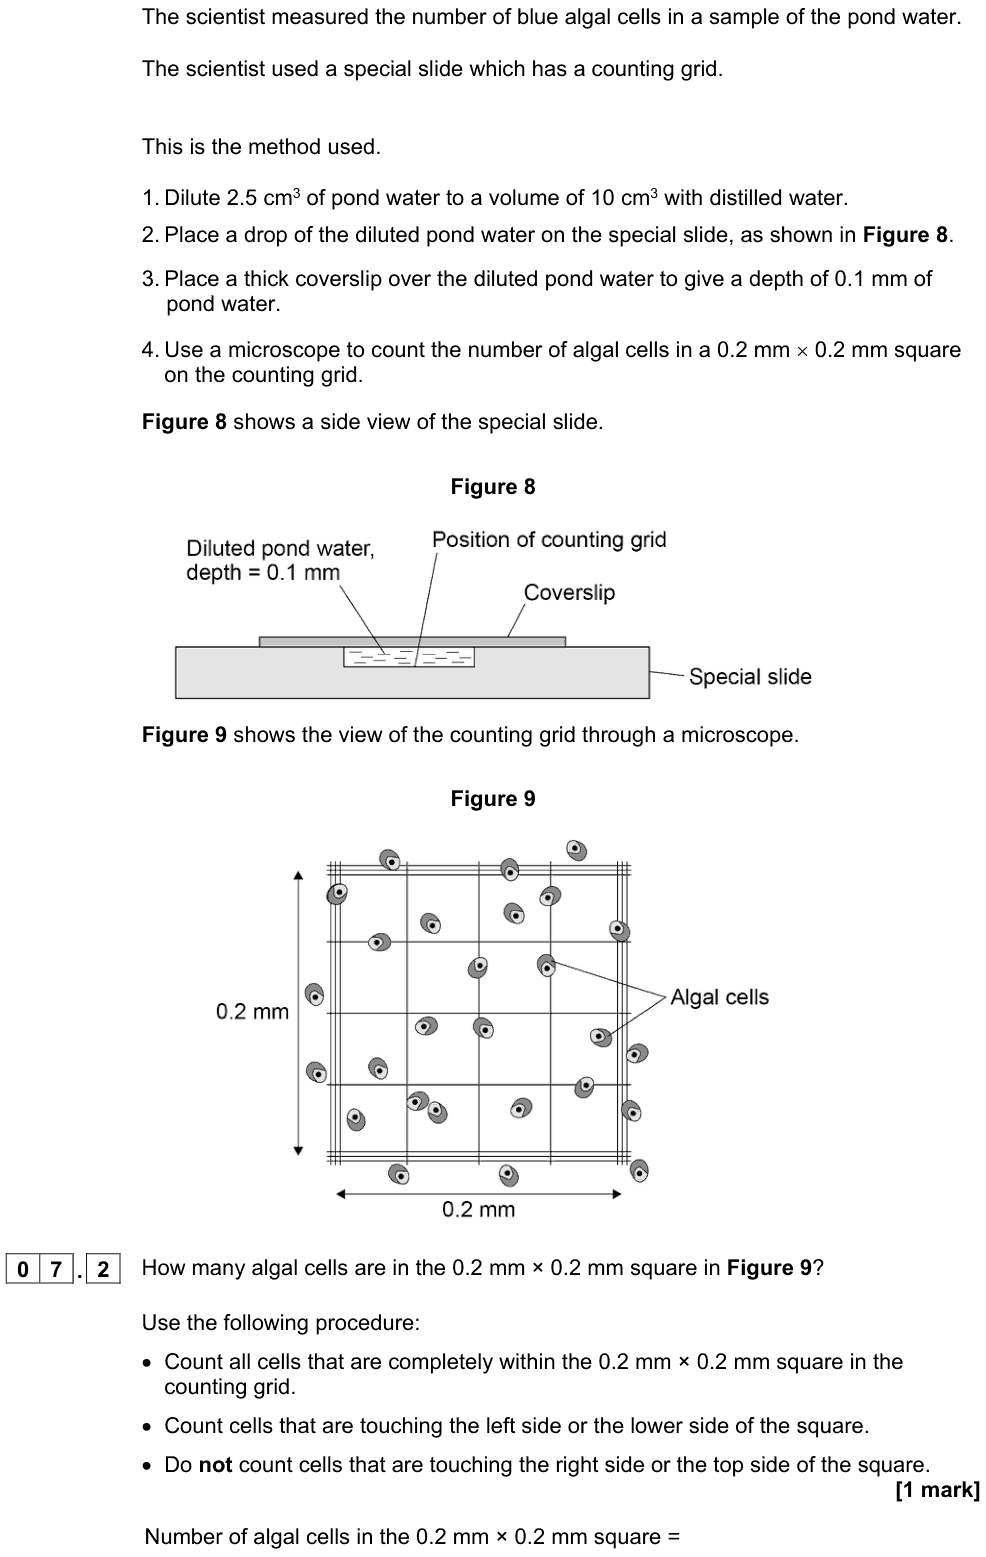 The scientist measured the number of blue algal cells in a sample of the pond water.
The scientist used a special slide which has a counting grid.
This is the method used.
1. Dilute 2.5 cm³ of pond water to a volume of 10 cm³ with distilled water.
2. Place a drop of the diluted pond water on the special slide, as shown in Figure 8.
3. Place a thick coverslip over the diluted pond water to give a depth of 0.1 mm of
pond water.
4. Use a microscope to count the number of algal cells in a 0.2 mm × 0.2 mm square
on the counting grid.
Figure 8 shows a side view of the special slide.
Figure 8
Diluted pond water,
depth = 0.1 mm
Position of counting grid
Coverslip
Special slide
Figure 9 shows the view of the counting grid through a microscope.
Figure 9
0.2 mm
Algal cells
0.2 mm
0 7 . 2 How many algal cells are in the 0.2 mm × 0.2 mm square in Figure 9?
Use the following procedure:
• Count all cells that are completely within the 0.2 mm × 0.2 mm square in the
counting grid.
• Count cells that are touching the left side or the lower side of the square.
• Do not count cells that are touching the right side or the top side of the square.
[1 mark]
Number of algal cells in the 0.2 mm × 0.2 mm square =